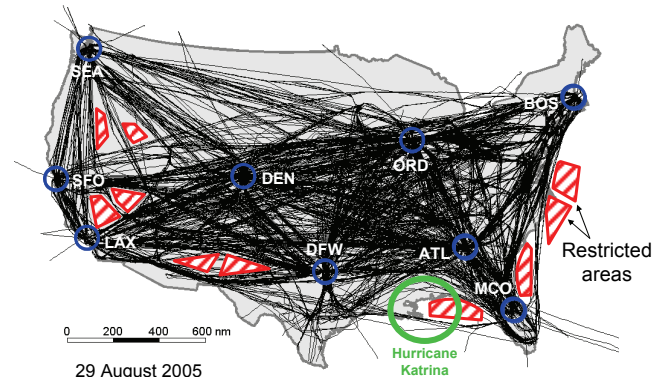 SEA
BOS
ORD
SFO
DEN
LAX
DFW
ATL
MCO
Restricted
areas
0 200 400 600 nm
Hurricane
Katrina
29 August 2005